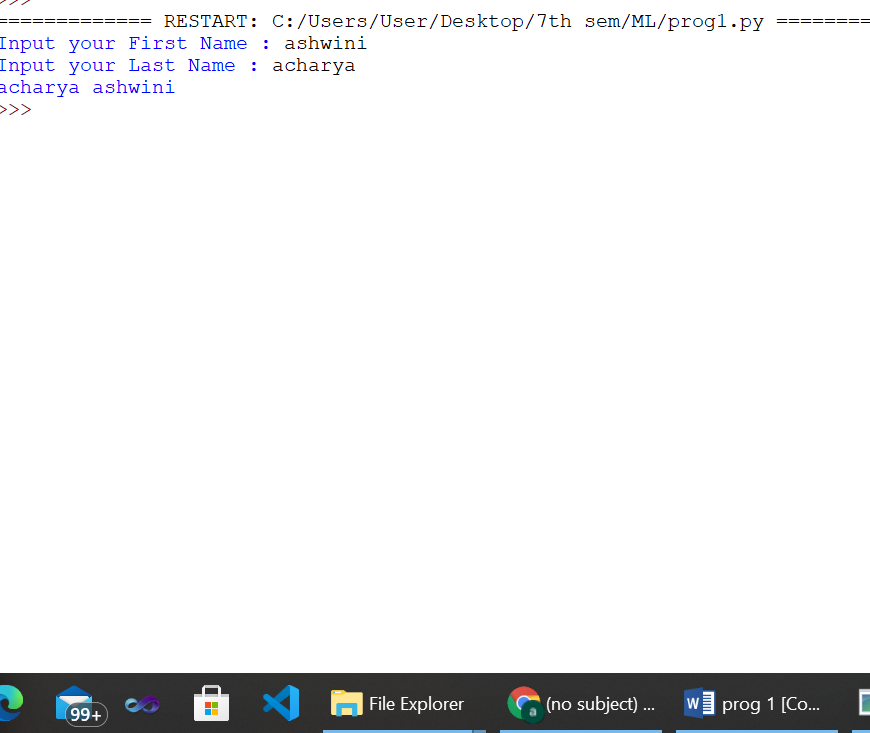 >>>
============= RESTART: C:/Users/User/Desktop/7th sem/ML/prog1.py ========
Input your First Name : ashwini
Input your Last Name : acharya
acharya ashwini
>>>
99+
File Explorer
a
(no subject) ...
W
prog 1 [Co...